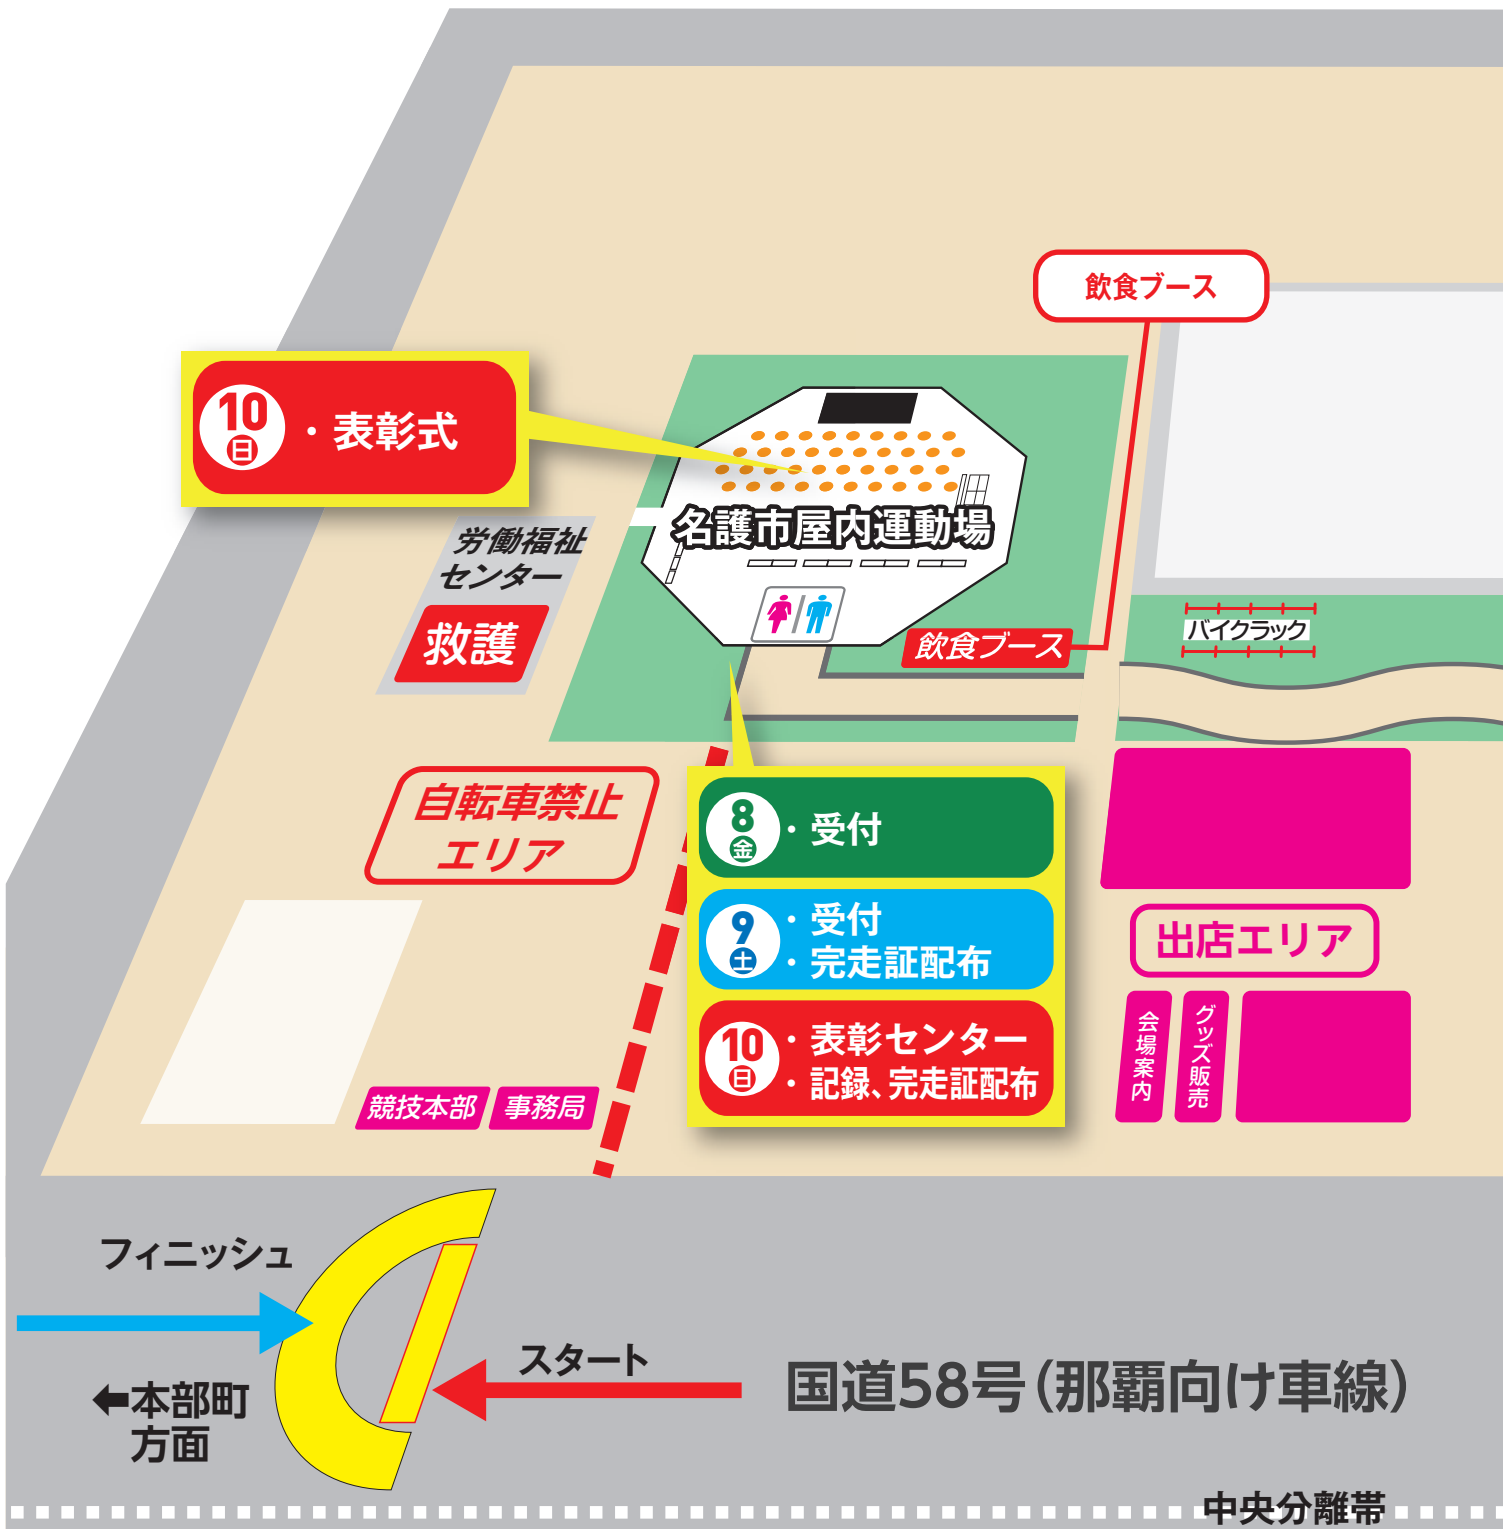 飲食ブース
10
日
・表彰式
名護市屋内運動場
労働福祉
センター
救護
飲食ブース
バイクラック
自転車禁止
エリア
8
金
・受付
9
土
・受付
・完走証配布
10
日
・表彰センター
・記録、完走証配布
出店エリア
会場案内
グッズ販売
競技本部
事務局
フィニッシュ
スタート
国道58号(那覇向け車線)
⬅本部町
方面
中央分離帯